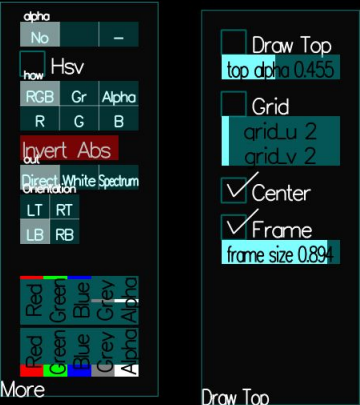 alpha
No –
Hsv
how
RGB Gr Alpha
R G B
Invert Abs
out
Direct White Spectrum
Orientation
LT RT
LB RB
Red Green Blue Grey Alpha
Red Green Blue Grey Alpha
More
Draw Top
top alpha 0.455
Grid
grid_u 2
grid_v 2
Center
Frame
frame size 0.894
Draw Top